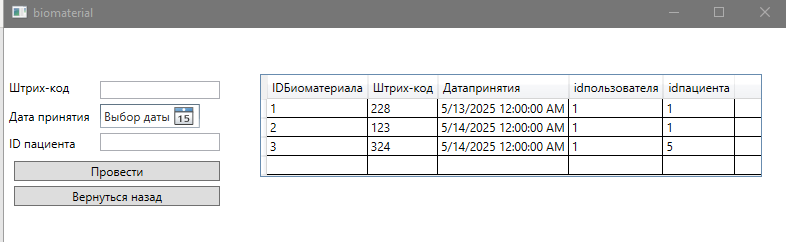 biomaterial
Штрих-код
Дата принятия
Выбор даты 15
ID пациента
Провести
Вернуться назад
IDБиоматериала Штрих-код Датапринятия idпользователя idпациента
1 228 5/13/2025 12:00:00 AM 1 1
2 123 5/14/2025 12:00:00 AM 1 1
3 324 5/14/2025 12:00:00 AM 1 5